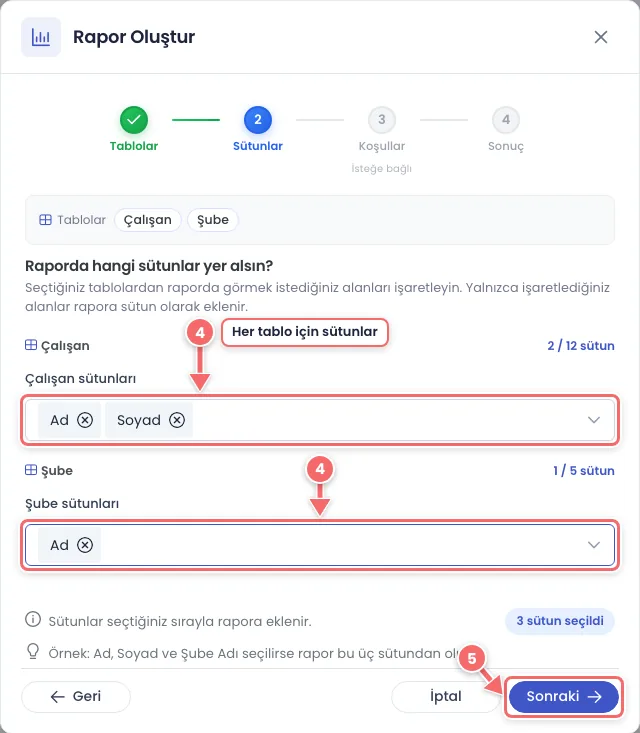 Rapor Oluştur
2
3
4
Tablolar
Sütunlar
Koşullar
Sonuç
İsteğe bağlı
Tablolar Çalışan Şube
Raporda hangi sütunlar yer alsın?
Seçtiğiniz tablolardan raporda görmek istediğiniz alanları işaretleyin. Yalnızca işaretlediğiniz
alanlar rapora sütun olarak eklenir.
4 Her tablo için sütunlar
Çalışan 2 / 12 sütun
Çalışan sütunları
Ad Soyad
Şube 1 / 5 sütun
4
Şube sütunları
Ad
Sütunlar seçtiğiniz sırayla rapora eklenir. 3 sütun seçildi
Örnek: Ad, Soyad ve Şube Adı seçilirse rapor bu üç sütundan
5
Geri İptal Sonraki